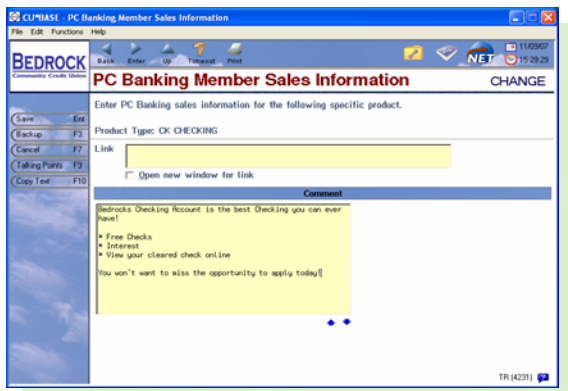 CU*BASE - PC Banking Member Sales Information
File Edit Functions Help
BEDROCK
Community Credit Union
Back Enter Up Timeout Print
NET
11/09/07
15:29:29
PC Banking Member Sales Information
CHANGE
Enter PC Banking sales information for the following specific product.
Save Ent
Backup F3
Cancel F7
Talking Points F9
Copy Text F10
Product Type: CK CHECKING
Link
Open new window for link
Comment
Bedrocks Checking Account is the best Checking you can ever
have!
* Free Checks
* Interest
* View your cleared check online
You won't want to miss the opportunity to apply today!
TR (4231)